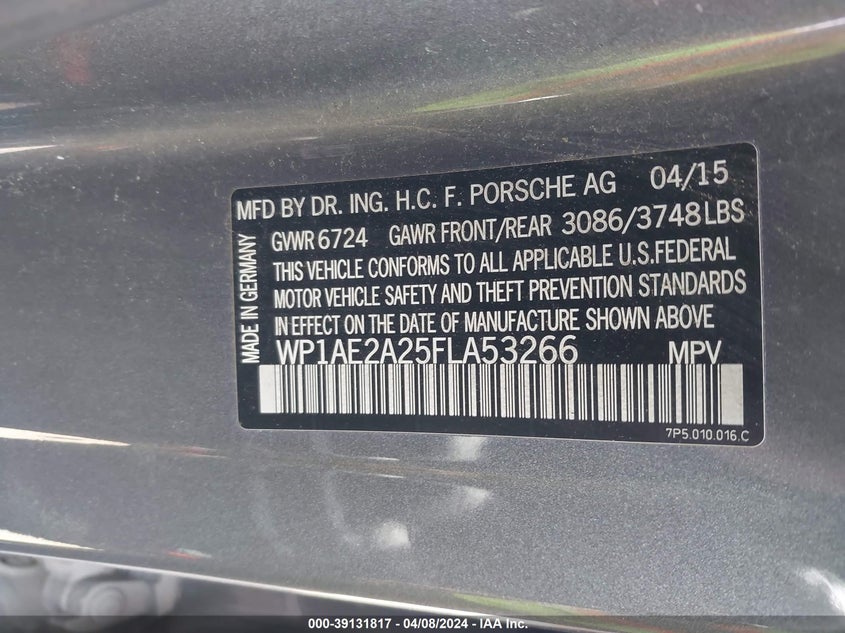 MFD BY DR. ING. H.C. F. PORSCHE AG 04/15
GVWR 6724 GAWR FRONT/REAR 3086/3748 LBS
THIS VEHICLE CONFORMS TO ALL APPLICABLE U.S.FEDERAL
MOTOR VEHICLE SAFETY AND THEFT PREVENTION STANDARDS
IN EFFECT ON THE DATE OF MANUFACTURE SHOWN ABOVE
WP1AE2A25FLA53266 MPV
7P5.010.016.C
MADE IN GERMANY
000-39131817 - 04/08/2024 - IAA Inc.